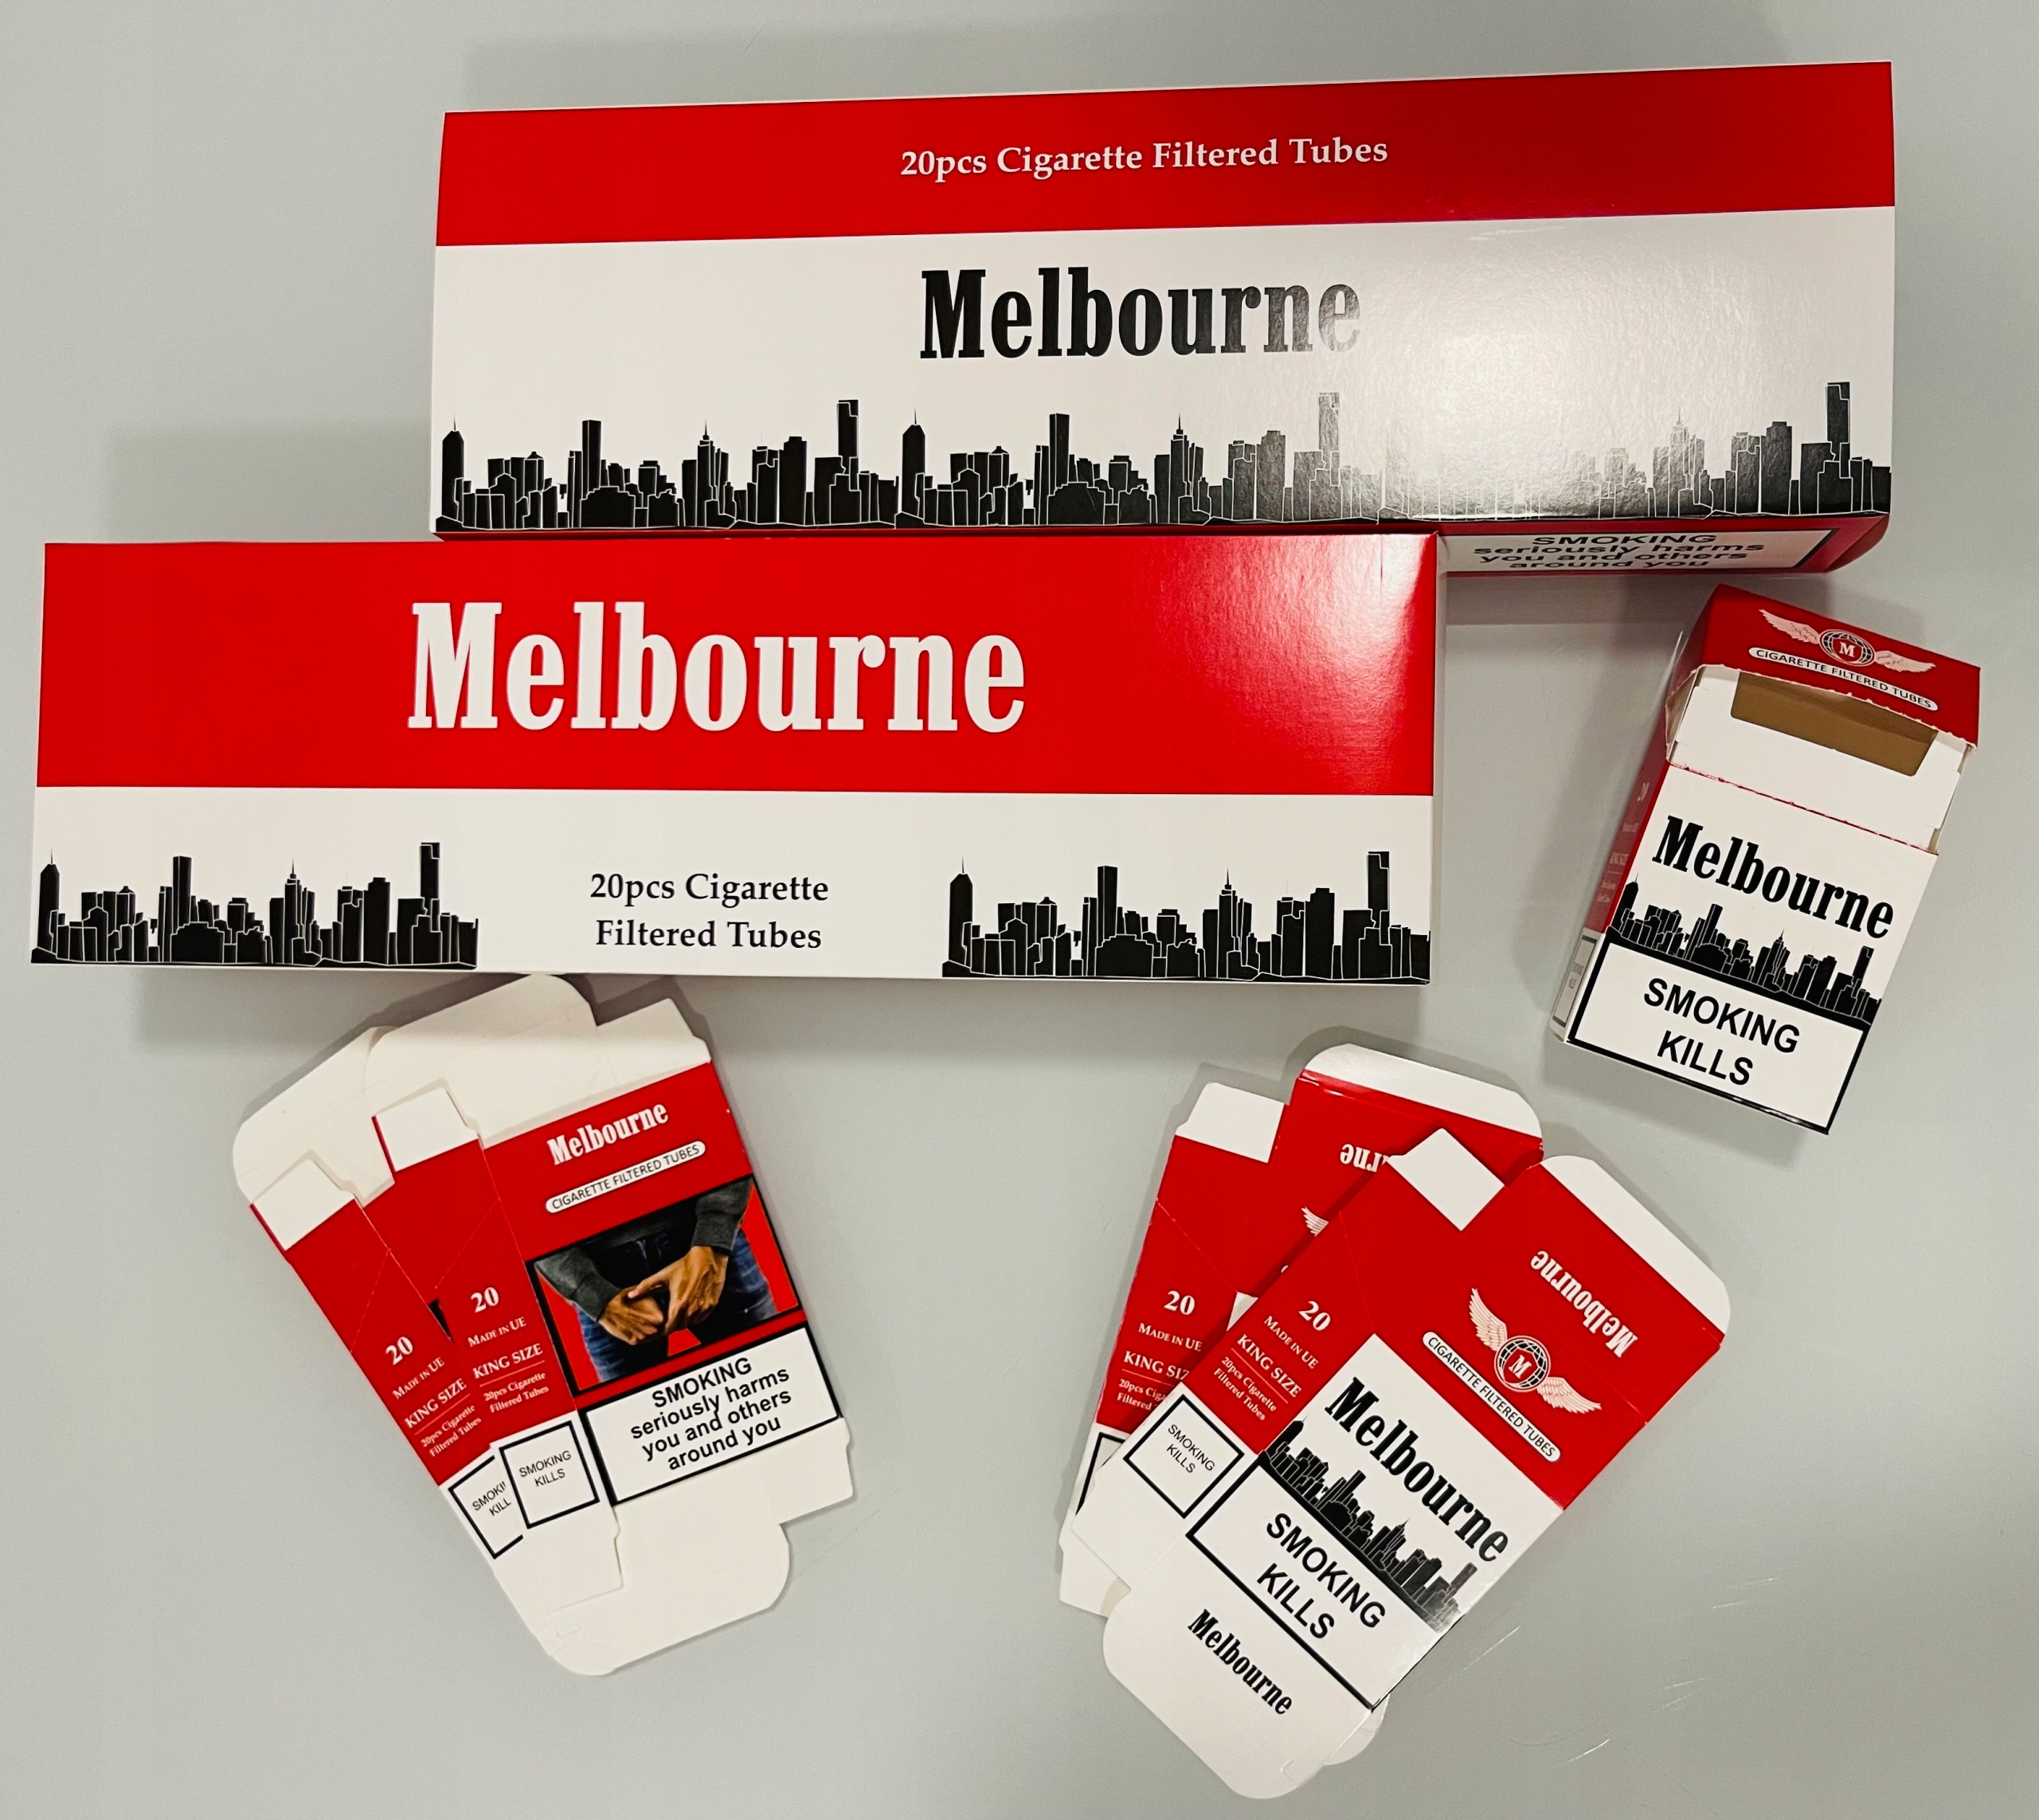 20pcs Cigarette Filtered Tubes
Melbourne
SMOKING
seriously harms
you and others
around you
Melbourne
20pcs Cigarette
Filtered Tubes
M
CIGARETTE FILTERED TUBES
Melbourne
SMOKING
KILLS
Melbourne
CIGARETTE FILTERED TUBES
20
MADE IN UE
KING SIZE
20pcs Cigarette
Filtered Tubes
SMOKING
KILLS
SMOKING
seriously harms
you and others
around you
20
MADE IN UE
KING SIZE
20pcs Cigarette
Filtered Tubes
20
MADE IN UE
KING
Melbourne
M
CIGARETTE FILTERED TUBES
20
MADE IN UE
KING SIZE
20pcs Cigarette
Filtered Tubes
SMOKING
KILLS
Melbourne
SMOKING
KILLS
Melbourne